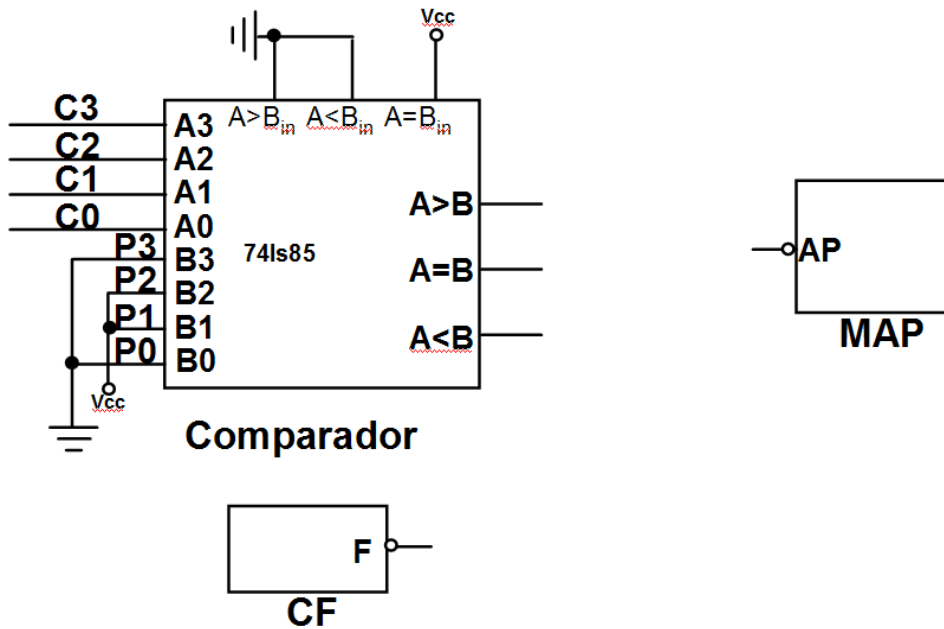 Vcc
C3
C2
C1
C0
P3
P2
P1
P0
Vcc
A>Bin A<Bin A=Bin
A3
A2
A1
A0
B3
B2
B1
B0
74ls85
A>B
A=B
A<B
Comparador
AP
MAP
F
CF